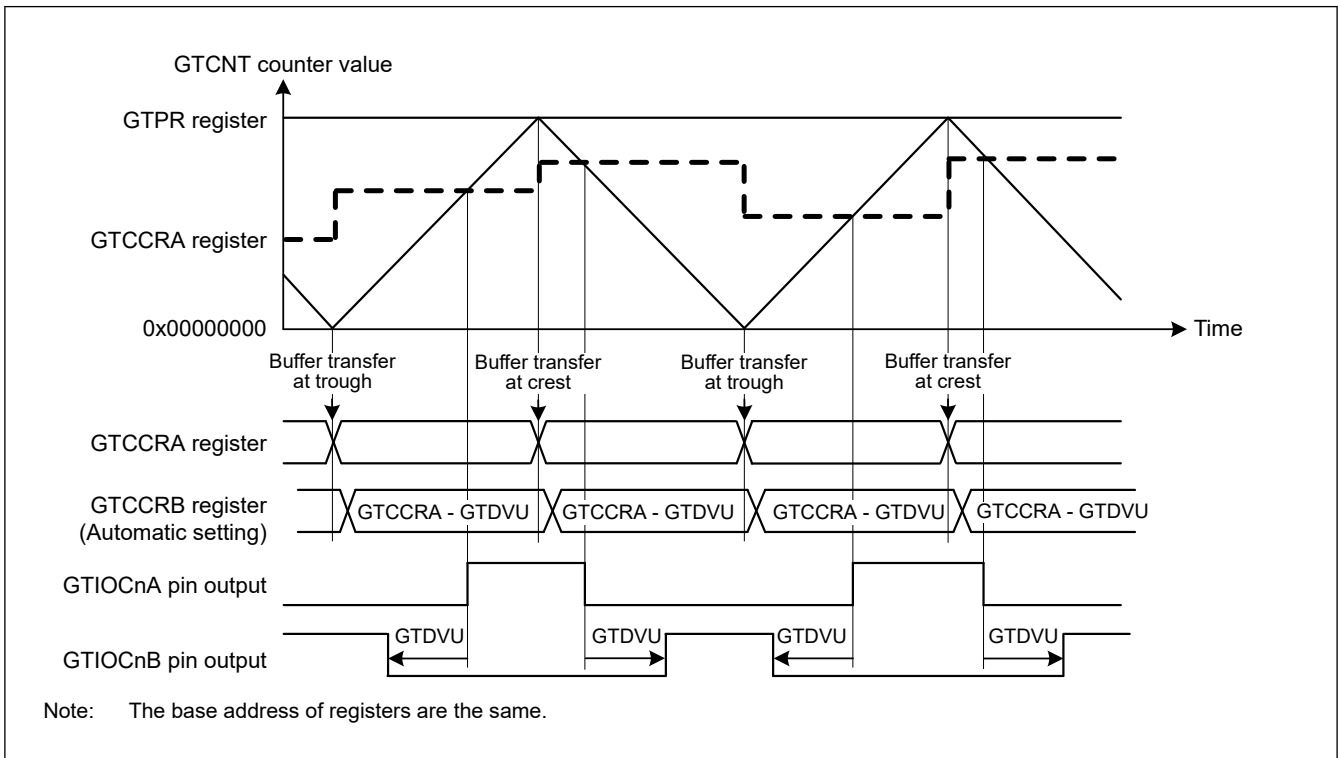 GTCNT counter value
GTPR register
GTCCRA register
0x00000000
Time
Buffer transfer
at trough
Buffer transfer
at crest
Buffer transfer
at trough
Buffer transfer
at crest
GTCCRA register
GTCCRB register
(Automatic setting)
GTCCRA - GTDVU
GTCCRA - GTDVU
GTCCRA - GTDVU
GTCCRA - GTDVU
GTIOCnA pin output
GTIOCnB pin output
GTDVU
GTDVU
GTDVU
GTDVU
Note: The base address of registers are the same.